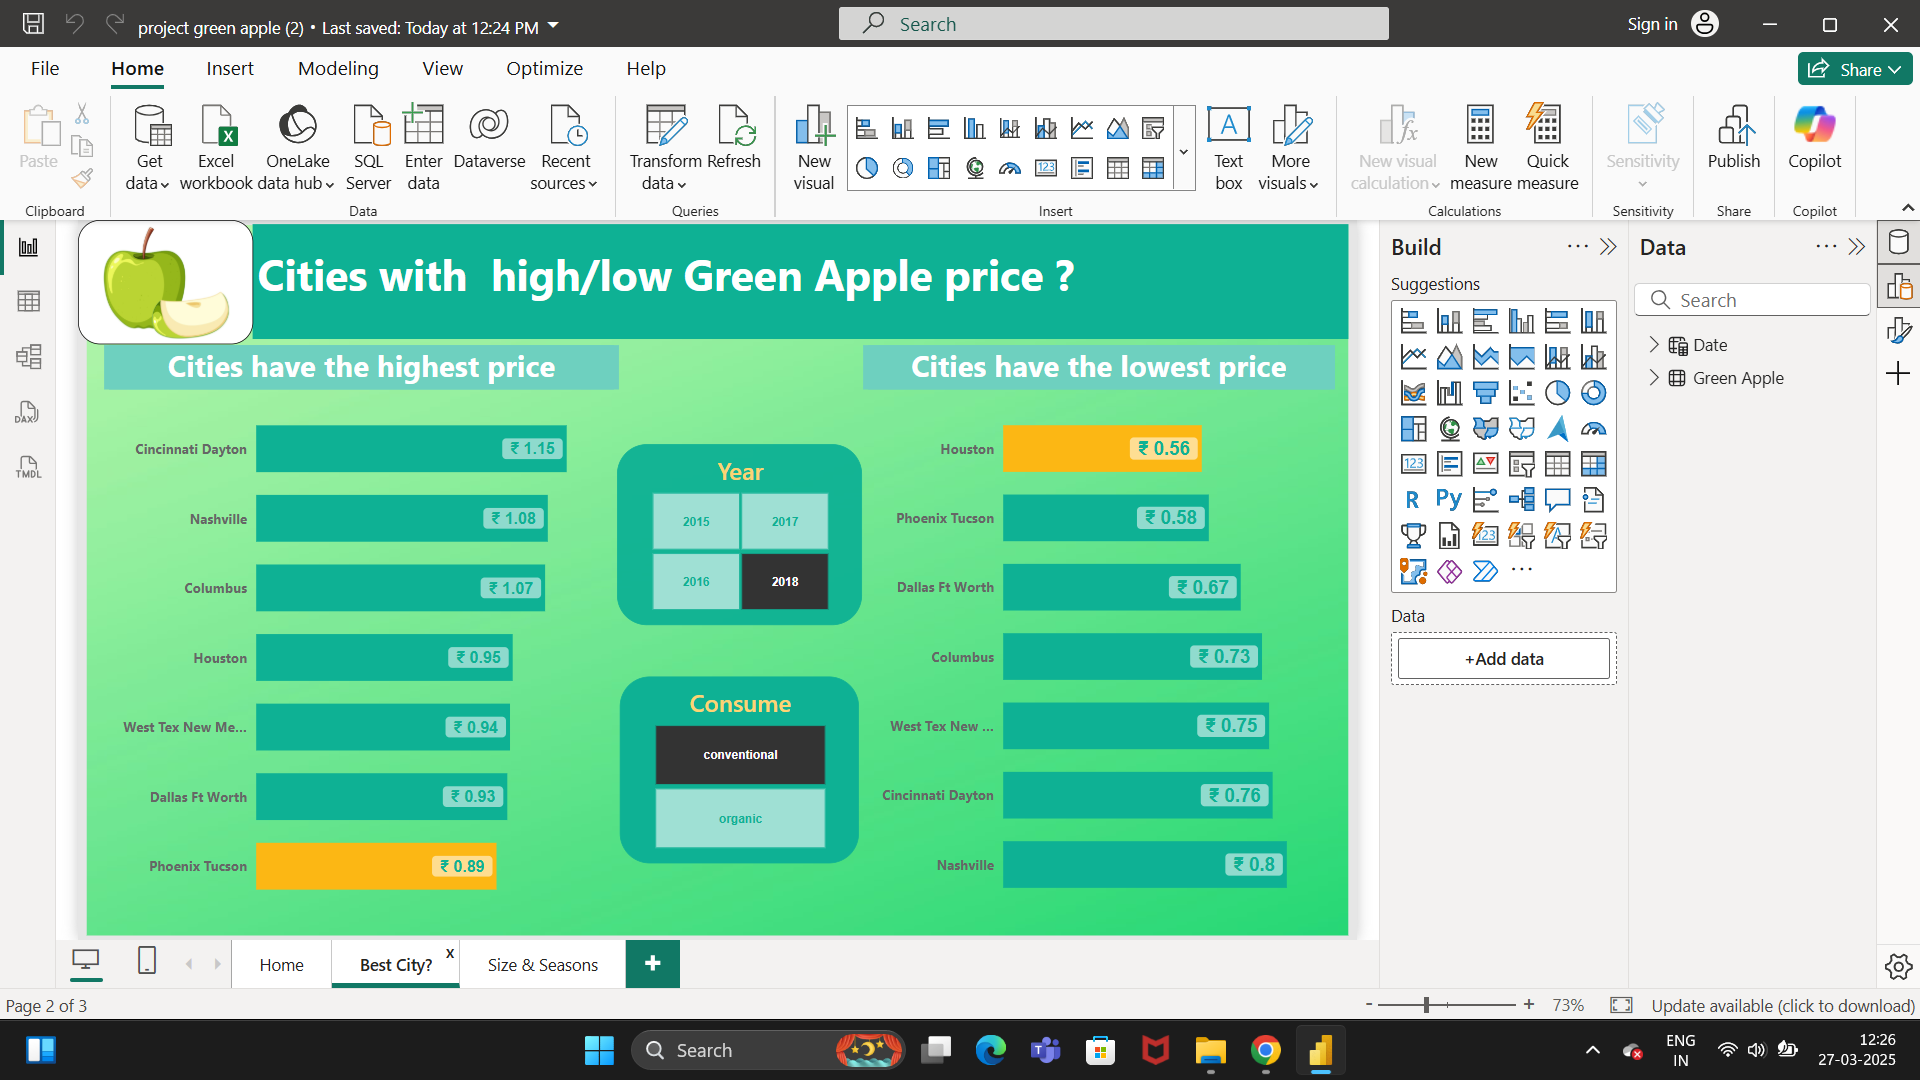 project green apple (2) • Last saved: Today at 12:24 PM
Search
Sign in
File
Home
Insert
Modeling
View
Optimize
Help
Share
Paste
Get data
Excel workbook
OneLake data hub
SQL Server
Enter data
Dataverse
Recent sources
Transform data
Refresh
New visual
Text box
More visuals
New visual calculation
New measure
Quick measure
Sensitivity
Publish
Copilot
Clipboard
Data
Queries
Insert
Calculations
Sensitivity
Share
Copilot
DAX
TMDL
Cities with  high/low Green Apple price ?
Cities have the highest price
Cincinnati Dayton ₹ 1.15
Nashville ₹ 1.08
Columbus ₹ 1.07
Houston ₹ 0.95
West Tex New Me... ₹ 0.94
Dallas Ft Worth ₹ 0.93
Phoenix Tucson ₹ 0.89
Year
2015 2017
2016 2018
Consume
conventional
organic
Cities have the lowest price
Houston ₹ 0.56
Phoenix Tucson ₹ 0.58
Dallas Ft Worth ₹ 0.67
Columbus ₹ 0.73
West Tex New ... ₹ 0.75
Cincinnati Dayton ₹ 0.76
Nashville ₹ 0.8
Build
Suggestions
123
R
Py
123
Data
+Add data
Data
Search
Date
Green Apple
Home
Best City?
X
Size & Seasons
+
Page 2 of 3
- + 73%
Update available (click to download)
Search
ENG
IN
12:26
27-03-2025